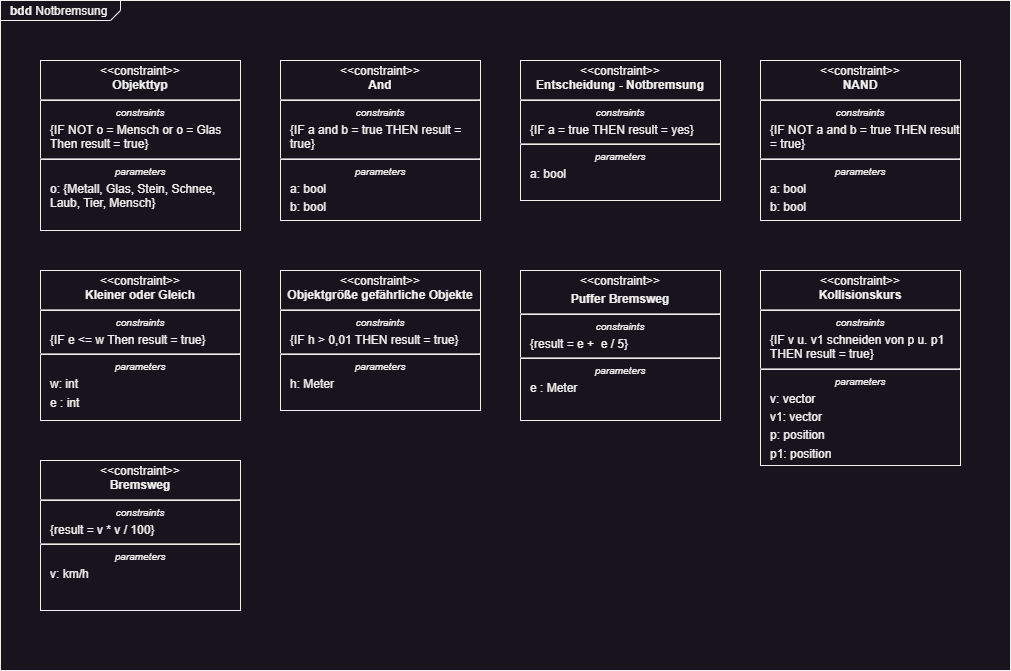 bdd Notbremsung
<<constraint>>
Objekttyp
constraints
{IF NOT o = Mensch or o = Glas
Then result = true}
parameters
o: {Metall, Glas, Stein, Schnee,
Laub, Tier, Mensch}
<<constraint>>
And
constraints
{IF a and b = true THEN result =
true}
parameters
a: bool
b: bool
<<constraint>>
Entscheidung - Notbremsung
constraints
{IF a = true THEN result = yes}
parameters
a: bool
<<constraint>>
NAND
constraints
{IF NOT a and b = true THEN result
= true}
parameters
a: bool
b: bool
<<constraint>>
Kleiner oder Gleich
constraints
{IF e <= w Then result = true}
parameters
w: int
e : int
<<constraint>>
Objektgröße gefährliche Objekte
constraints
{IF h > 0,01 THEN result = true}
parameters
h: Meter
<<constraint>>
Puffer Bremsweg
constraints
{result = e +  e / 5}
parameters
e : Meter
<<constraint>>
Kollisionskurs
constraints
{IF v u. v1 schneiden von p u. p1
THEN result = true}
parameters
v: vector
v1: vector
p: position
p1: position
<<constraint>>
Bremsweg
constraints
{result = v * v / 100}
parameters
v: km/h